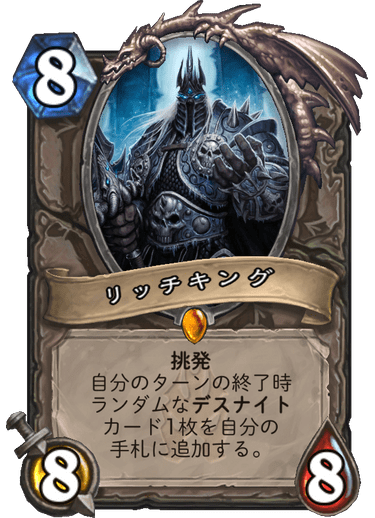 8
リッチキング
挑発
自分のターンの終了時
ランダムなデスナイト
カード1枚を自分の
手札に追加する。
8
8